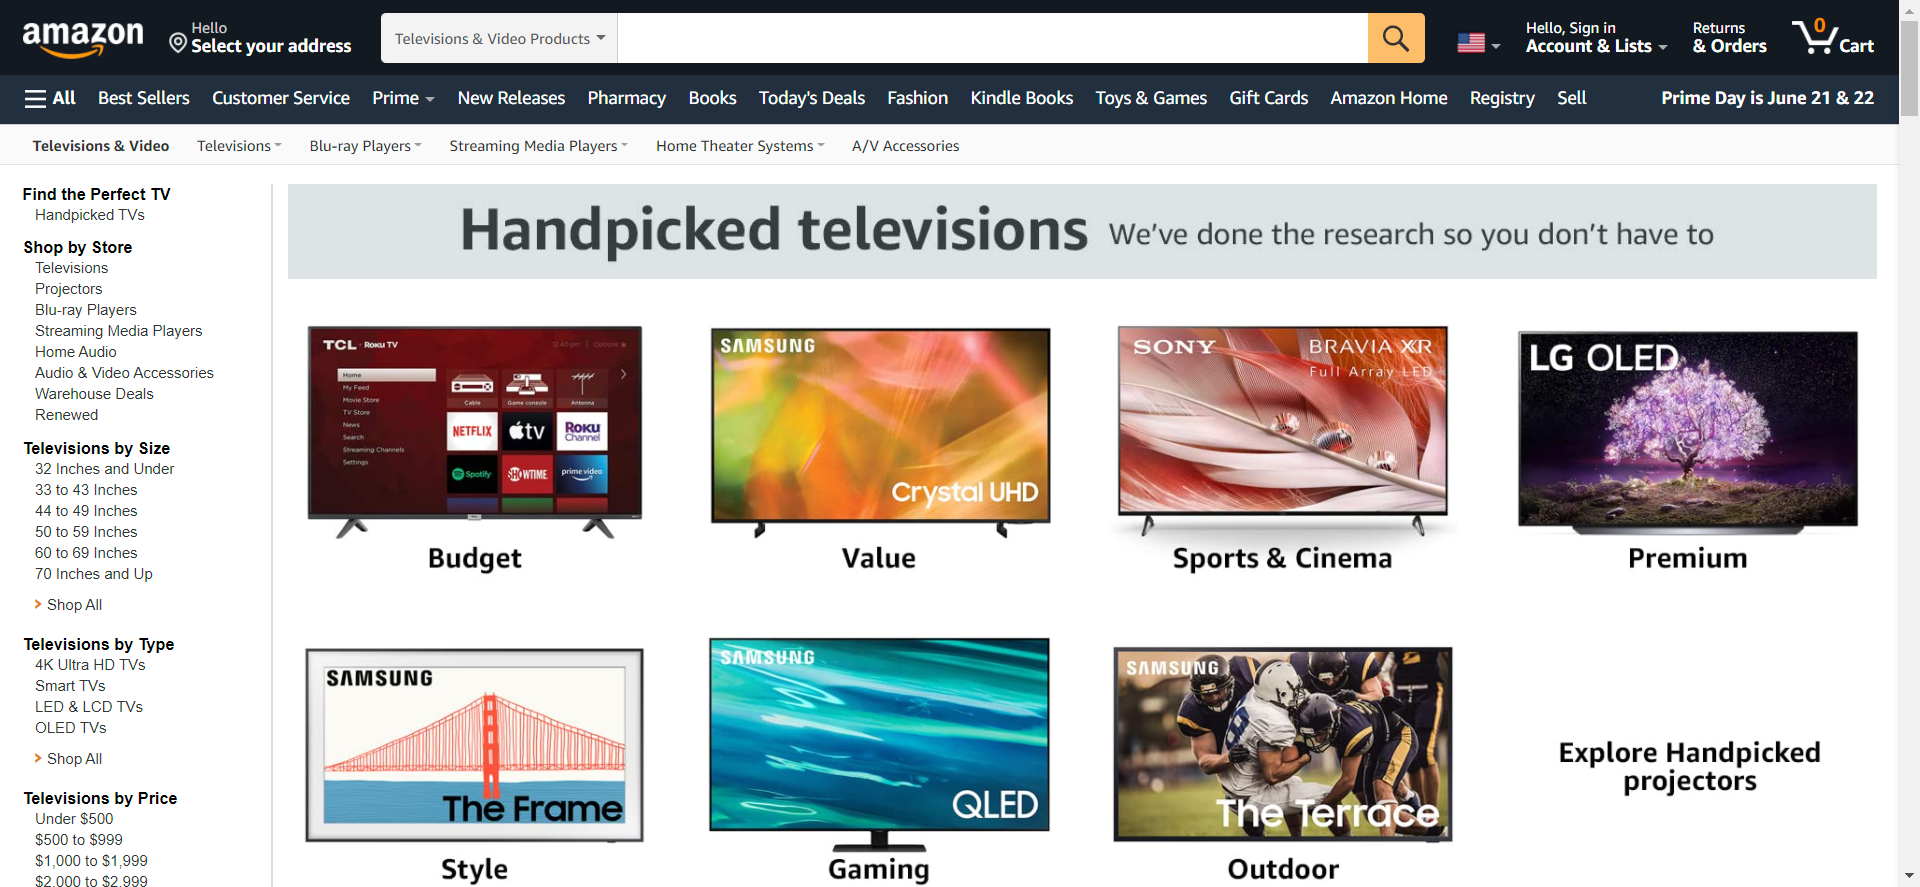 amazon
Hello
Select your address
Televisions & Video Products
Hello, Sign in
Account & Lists
Returns
& Orders
0
Cart
All
Best Sellers
Customer Service
Prime
New Releases
Pharmacy
Books
Today's Deals
Fashion
Kindle Books
Toys & Games
Gift Cards
Amazon Home
Registry
Sell
Prime Day is June 21 & 22
Televisions & Video
Televisions
Blu-ray Players
Streaming Media Players
Home Theater Systems
A/V Accessories
Find the Perfect TV
Handpicked TVs
Shop by Store
Televisions
Projectors
Blu-ray Players
Streaming Media Players
Home Audio
Audio & Video Accessories
Warehouse Deals
Renewed
Televisions by Size
32 Inches and Under
33 to 43 Inches
44 to 49 Inches
50 to 59 Inches
60 to 69 Inches
70 Inches and Up
Shop All
Televisions by Type
4K Ultra HD TVs
Smart TVs
LED & LCD TVs
OLED TVs
Shop All
Televisions by Price
Under $500
$500 to $999
$1,000 to $1,999
$2,000 to $2,999
Handpicked televisions We've done the research so you don't have to
TCL Roku TV
12:40 pm | Options
Home
My Feed
Movie Store
TV Store
News
Search
Streaming Channels
Settings
Cable
Game console
Antenna
NETFLIX
tv
Roku
Channel
Spotify
SHOWTIME
prime video
Budget
SAMSUNG
Crystal UHD
Value
SONY
BRAVIA XR
Full Array LED
Sports & Cinema
LG OLED
Premium
SAMSUNG
The Frame
Style
SAMSUNG
QLED
Gaming
SAMSUNG
The Terrace
Outdoor
Explore Handpicked
projectors